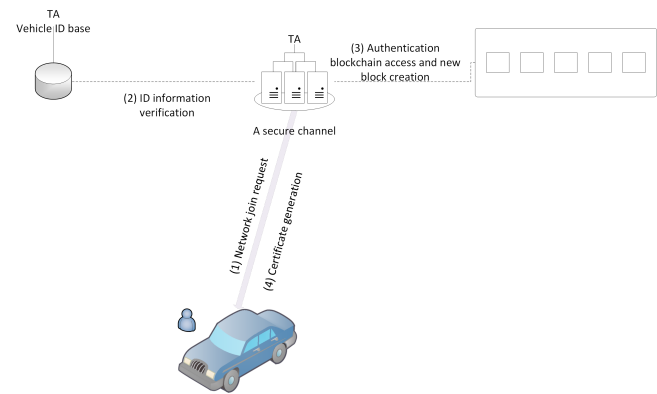 TA
Vehicle ID base
TA
(3) Authentication
blockchain access and new
block creation
(2) ID information
verification
A secure channel
(1) Network join request
(4) Certificate generation